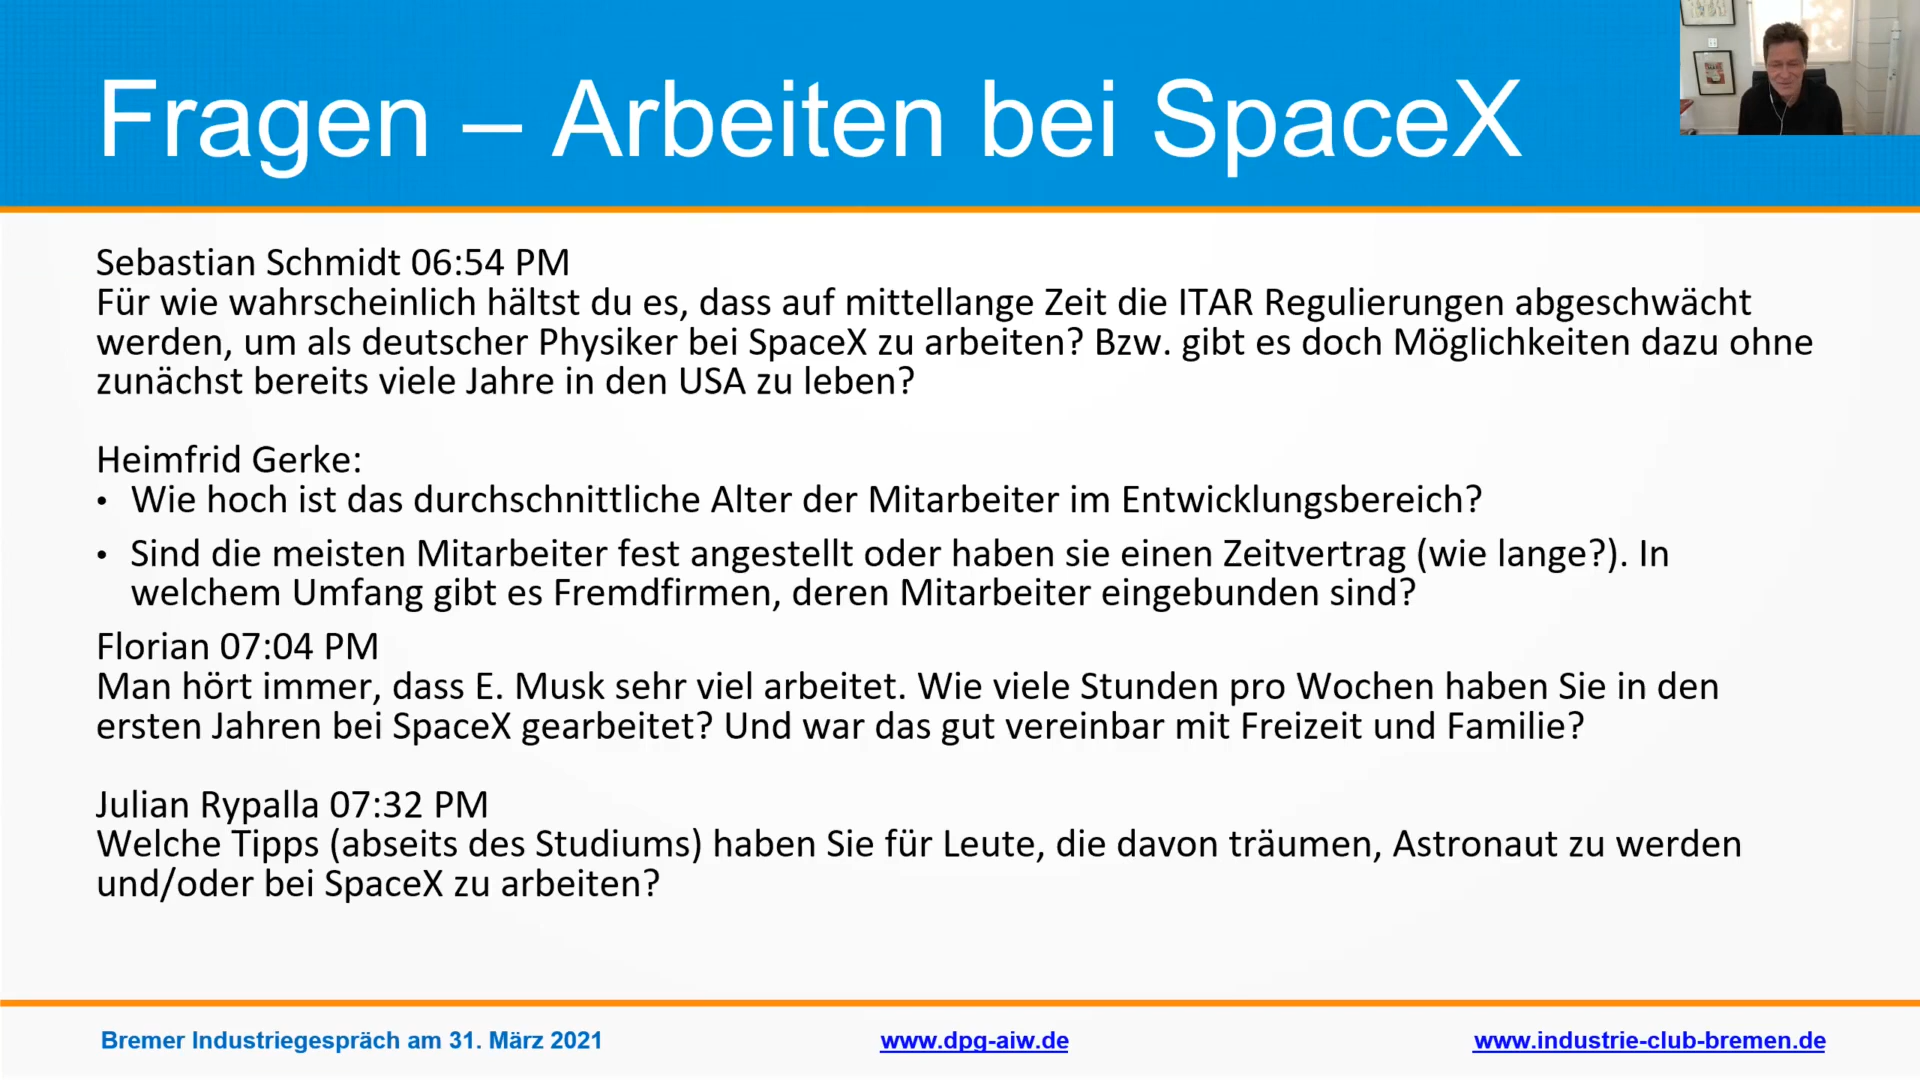 Fragen – Arbeiten bei SpaceX
Sebastian Schmidt 06:54 PM
Für wie wahrscheinlich hältst du es, dass auf mittellange Zeit die ITAR Regulierungen abgeschwächt
werden, um als deutscher Physiker bei SpaceX zu arbeiten? Bzw. gibt es doch Möglichkeiten dazu ohne
zunächst bereits viele Jahre in den USA zu leben?
Heimfrid Gerke:
• Wie hoch ist das durchschnittliche Alter der Mitarbeiter im Entwicklungsbereich?
• Sind die meisten Mitarbeiter fest angestellt oder haben sie einen Zeitvertrag (wie lange?). In
welchem Umfang gibt es Fremdfirmen, deren Mitarbeiter eingebunden sind?
Florian 07:04 PM
Man hört immer, dass E. Musk sehr viel arbeitet. Wie viele Stunden pro Wochen haben Sie in den
ersten Jahren bei SpaceX gearbeitet? Und war das gut vereinbar mit Freizeit und Familie?
Julian Rypalla 07:32 PM
Welche Tipps (abseits des Studiums) haben Sie für Leute, die davon träumen, Astronaut zu werden
und/oder bei SpaceX zu arbeiten?
Bremer Industriegespräch am 31. März 2021
www.dpg-aiw.de
www.industrie-club-bremen.de